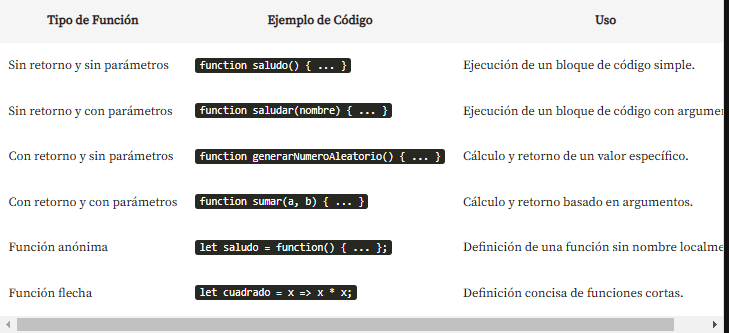 Tipo de Función Ejemplo de Código Uso
Sin retorno y sin parámetros function saludo() { ... } Ejecución de un bloque de código simple.
Sin retorno y con parámetros function saludar(nombre) { ... } Ejecución de un bloque de código con argumen
Con retorno y sin parámetros function generarNumeroAleatorio() { ... } Cálculo y retorno de un valor específico.
Con retorno y con parámetros function sumar(a, b) { ... } Cálculo y retorno basado en argumentos.
Función anónima let saludo = function() { ... }; Definición de una función sin nombre localme
Función flecha let cuadrado = x => x * x; Definición concisa de funciones cortas.